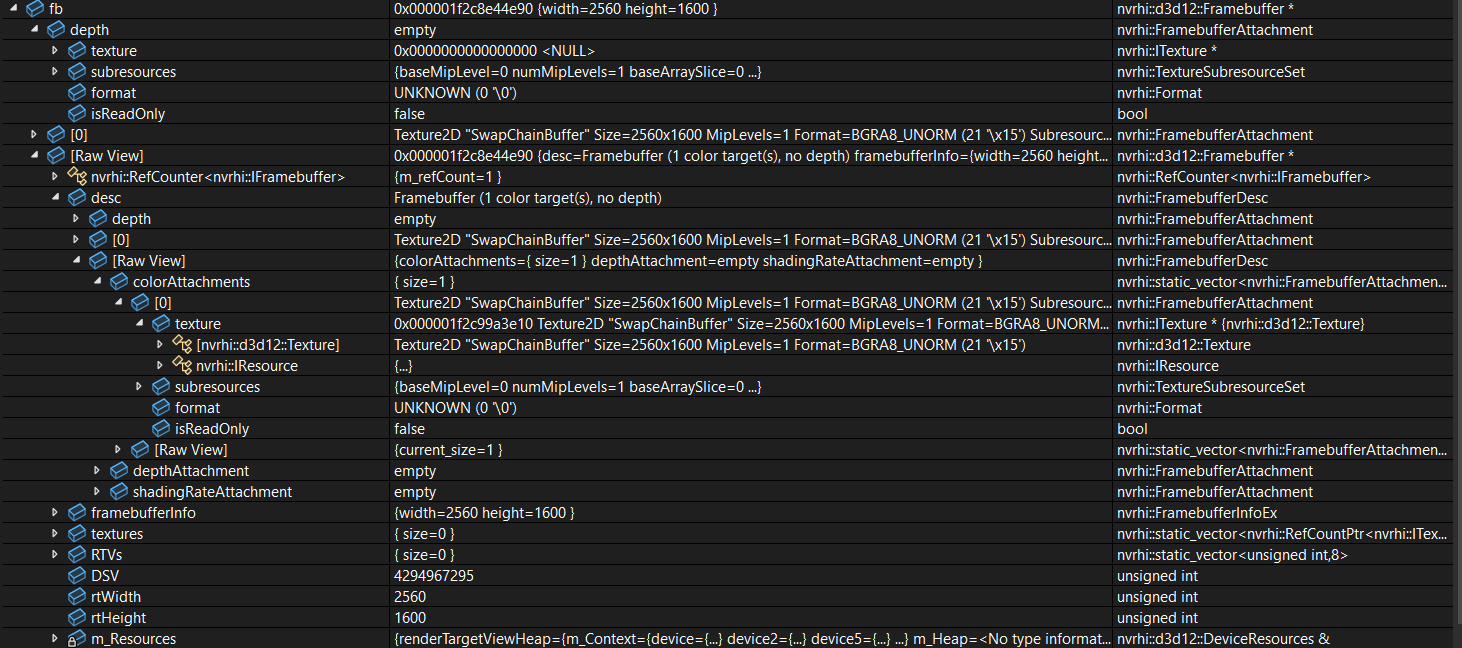 fb 0x000001f2c8e44e90 {width=2560 height=1600 } nvrhi::d3d12::Framebuffer *
depth empty nvrhi::FramebufferAttachment
texture 0x0000000000000000 <NULL> nvrhi::ITexture *
subresources {baseMipLevel=0 numMipLevels=1 baseArraySlice=0 ...} nvrhi::TextureSubresourceSet
format UNKNOWN (0 '\0') nvrhi::Format
isReadOnly false bool
[0] Texture2D "SwapChainBuffer" Size=2560x1600 MipLevels=1 Format=BGRA8_UNORM (21 '\x15') Subresourc... nvrhi::FramebufferAttachment
[Raw View] 0x000001f2c8e44e90 {desc=Framebuffer (1 color target(s), no depth) framebufferInfo={width=2560 height... nvrhi::d3d12::Framebuffer *
nvrhi::RefCounter<nvrhi::IFramebuffer> {m_refCount=1 } nvrhi::RefCounter<nvrhi::IFramebuffer>
desc Framebuffer (1 color target(s), no depth) nvrhi::FramebufferDesc
depth empty nvrhi::FramebufferAttachment
[0] Texture2D "SwapChainBuffer" Size=2560x1600 MipLevels=1 Format=BGRA8_UNORM (21 '\x15') Subresourc... nvrhi::FramebufferAttachment
[Raw View] {colorAttachments={ size=1 } depthAttachment=empty shadingRateAttachment=empty } nvrhi::FramebufferDesc
colorAttachments { size=1 } nvrhi::static_vector<nvrhi::FramebufferAttachmen...
[0] Texture2D "SwapChainBuffer" Size=2560x1600 MipLevels=1 Format=BGRA8_UNORM (21 '\x15') Subresourc... nvrhi::FramebufferAttachment
texture 0x000001f2c99a3e10 Texture2D "SwapChainBuffer" Size=2560x1600 MipLevels=1 Format=BGRA8_UNORM... nvrhi::ITexture * {nvrhi::d3d12::Texture}
[nvrhi::d3d12::Texture] Texture2D "SwapChainBuffer" Size=2560x1600 MipLevels=1 Format=BGRA8_UNORM (21 '\x15') nvrhi::d3d12::Texture
nvrhi::IResource {...} nvrhi::IResource
subresources {baseMipLevel=0 numMipLevels=1 baseArraySlice=0 ...} nvrhi::TextureSubresourceSet
format UNKNOWN (0 '\0') nvrhi::Format
isReadOnly false bool
[Raw View] {current_size=1 } nvrhi::static_vector<nvrhi::FramebufferAttachmen...
depthAttachment empty nvrhi::FramebufferAttachment
shadingRateAttachment empty nvrhi::FramebufferAttachment
framebufferInfo {width=2560 height=1600 } nvrhi::FramebufferInfoEx
textures { size=0 } nvrhi::static_vector<nvrhi::RefCountPtr<nvrhi::ITex...
RTVs { size=0 } nvrhi::static_vector<unsigned int,8>
DSV 4294967295 unsigned int
rtWidth 2560 unsigned int
rtHeight 1600 unsigned int
m_Resources {renderTargetViewHeap={m_Context={device={...} device2={...} device5={...} ...} m_Heap=<No type informat... nvrhi::d3d12::DeviceResources &